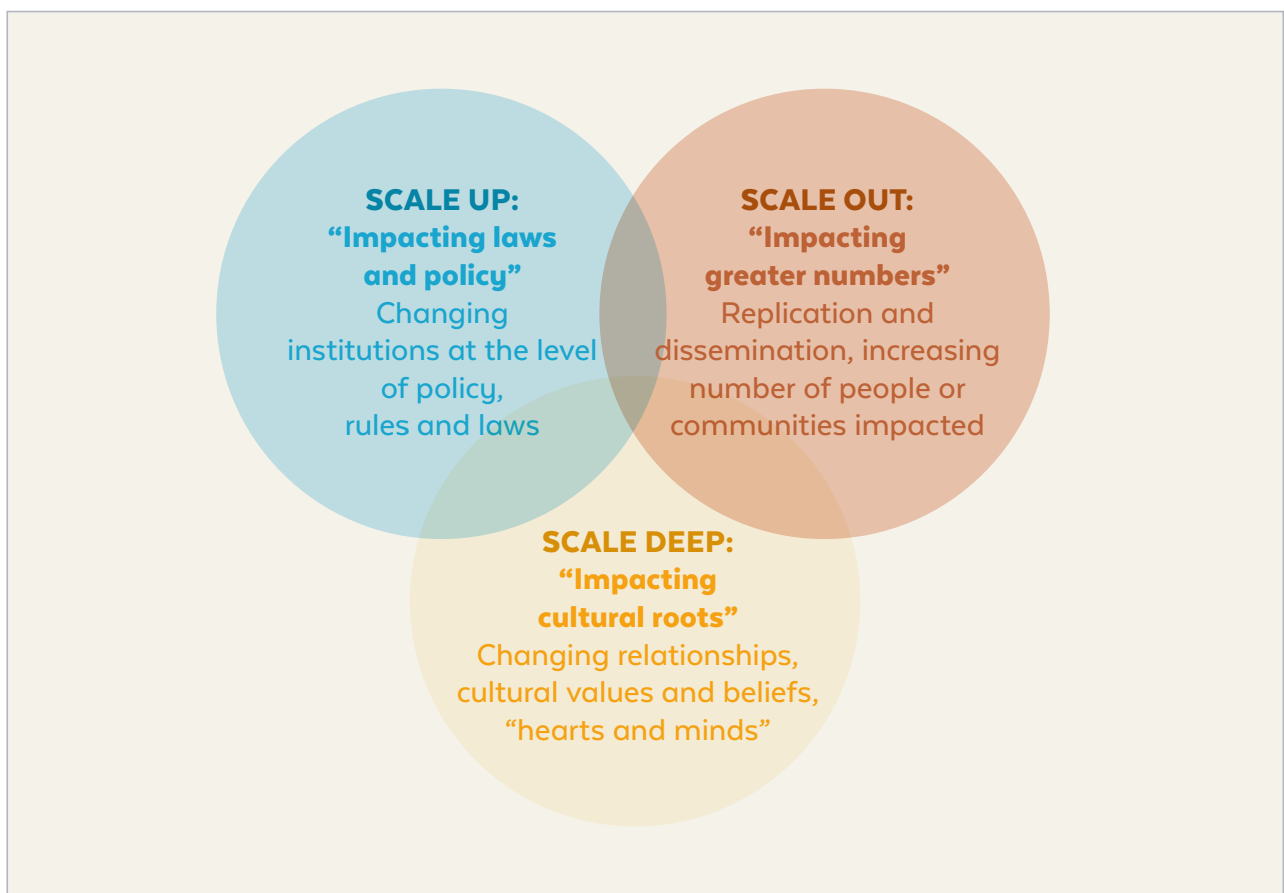 SCALE UP:
“Impacting laws
and policy”
Changing
institutions at the level
of policy,
rules and laws
SCALE OUT:
“Impacting
greater numbers”
Replication and
dissemination, increasing
number of people or
communities impacted
SCALE DEEP:
“Impacting
cultural roots”
Changing relationships,
cultural values and beliefs,
“hearts and minds”